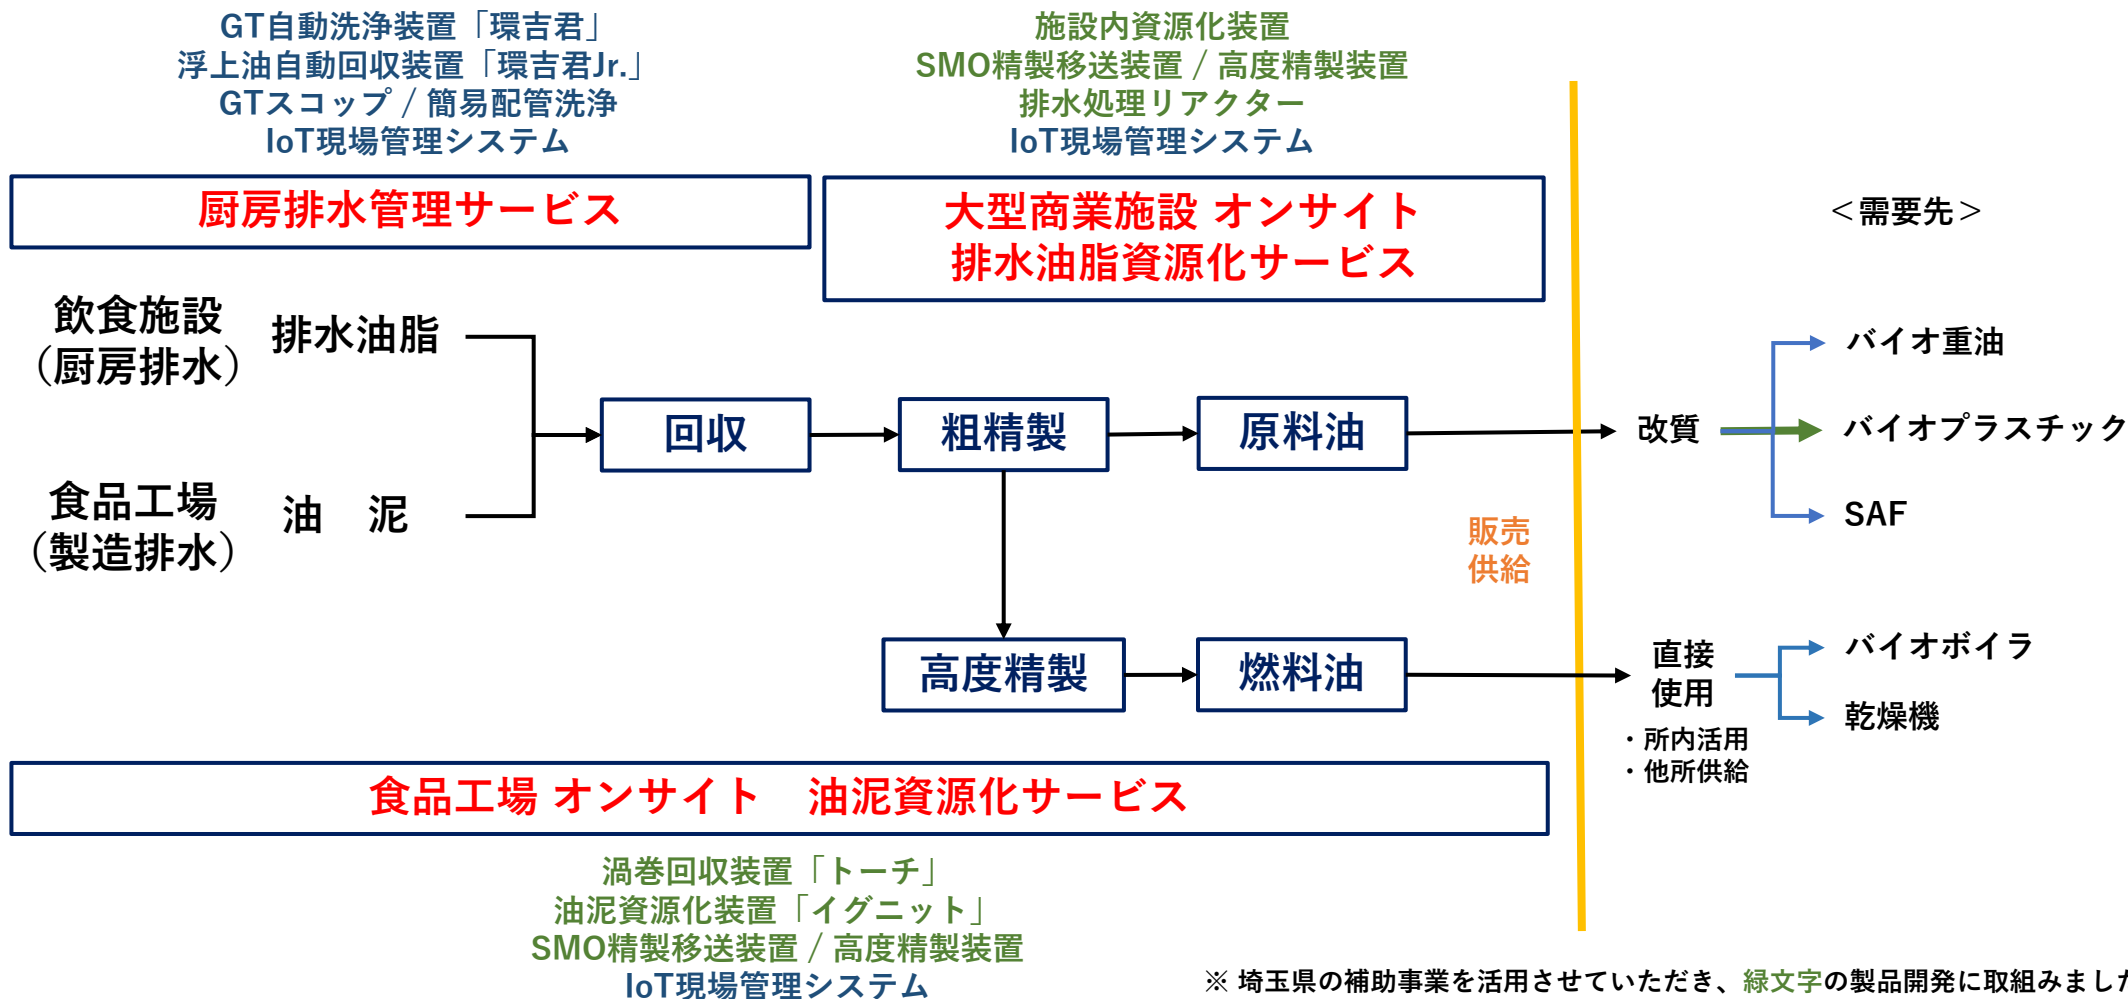 GT自動洗浄装置「環吉君」
浮上油自動回収装置「環吉君Jr.」
GTスコップ / 簡易配管洗浄
IoT現場管理システム
施設内資源化装置
SMO精製移送装置 / 高度精製装置
排水処理リアクター
IoT現場管理システム
厨房排水管理サービス
大型商業施設 オンサイト
排水油脂資源化サービス
＜需要先＞
飲食施設
（厨房排水）
排水油脂
食品工場
（製造排水）
油　泥
回収
粗精製
原料油
改質
バイオ重油
バイオプラスチック
SAF
販売
供給
高度精製
燃料油
直接
使用
・所内活用
・他所供給
バイオボイラ
乾燥機
食品工場 オンサイト　油泥資源化サービス
渦巻回収装置「トーチ」
油泥資源化装置「イグニット」
SMO精製移送装置 / 高度精製装置
IoT現場管理システム
※ 埼玉県の補助事業を活用させていただき、緑文字の製品開発に取組みました